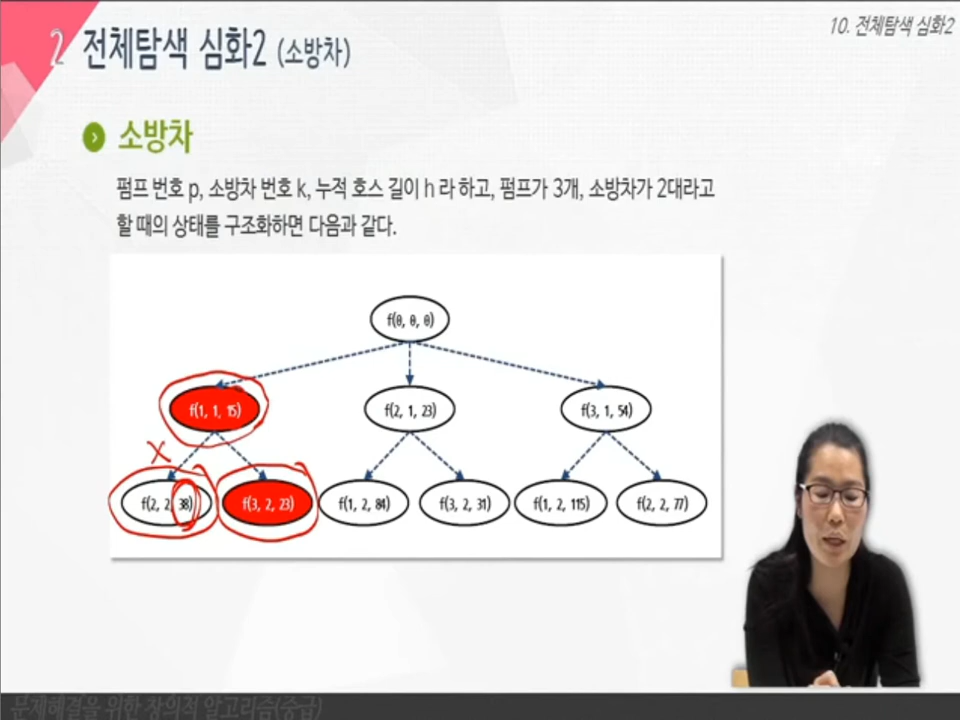 10. 전체탐색 심화2
2 전체탐색 심화2 (소방차)
소방차
펌프 번호 p, 소방차 번호 k, 누적 호스 길이 h 라 하고, 펌프가 3개, 소방차가 2대라고
할 때의 상태를 구조화하면 다음과 같다.
f(0, 0, 0)
f(1, 1, 15) f(2, 1, 23) f(3, 1, 54)
X
f(2, 2, 38) f(3, 2, 23) f(1, 2, 84) f(3, 2, 31) f(1, 2, 115) f(2, 2, 77)
문제해결을 위한 창의적 알고리즘(중급)